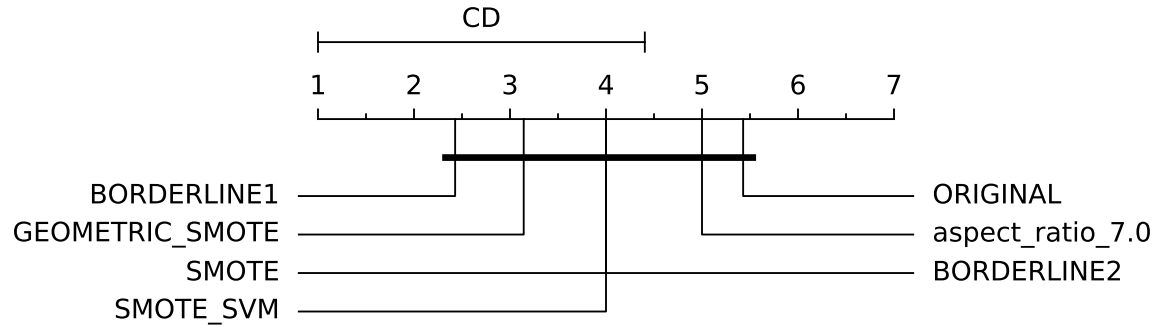 CD
1 2 3 4 5 6 7
BORDERLINE1 ORIGINAL
GEOMETRIC_SMOTE aspect_ratio_7.0
SMOTE BORDERLINE2
SMOTE_SVM